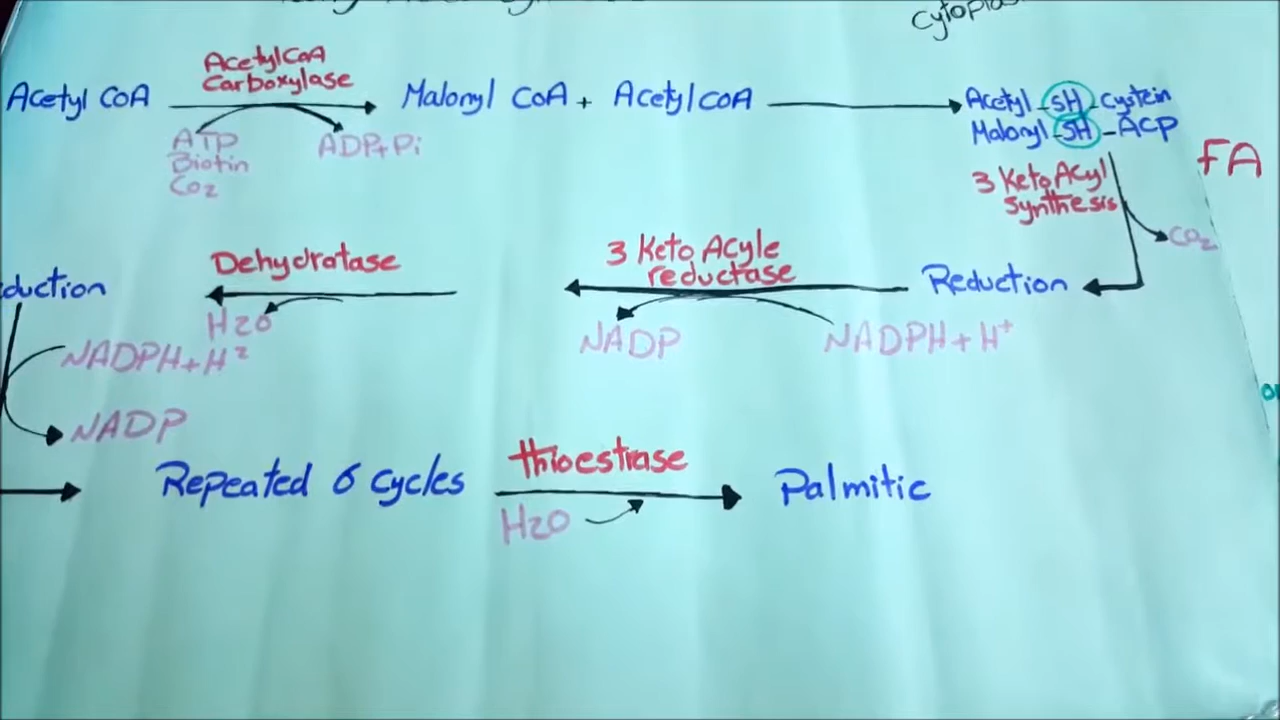 Cytoplas
Acetyl CoA
Carboxylase
Acetyl CoA
Malonyl CoA + Acetyl CoA
Acetyl - SH - Cystein
Malonyl - SH - ACP
ATP
Biotin
Co2
ADP+Pi
FA
3 Keto Acyl
synthesis
CO2
duction
Dehydratase
H2O
3 Keto Acyle
reductase
Reduction
NADP
NADPH + H+
NADPH + H2
NADP
Repeated 6 Cycles
thioestrase
H2O
Palmitic